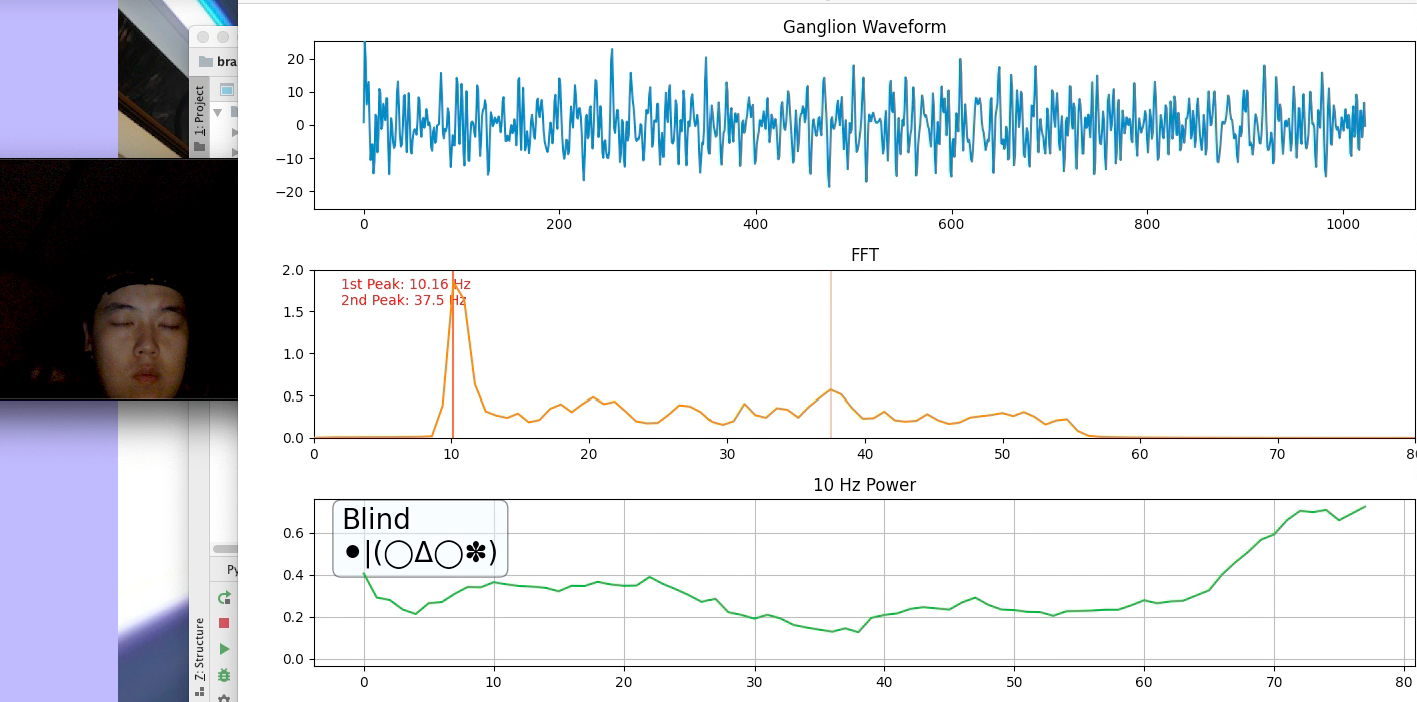 bra
1: Project
Z: Structure
Py
Ganglion Waveform
20
10
0
−10
−20
0 200 400 600 800 1000
FFT
2.0
1.5
1.0
0.5
0.0
1st Peak: 10.16 Hz
2nd Peak: 37.5 Hz
0 10 20 30 40 50 60 70 8
10 Hz Power
0.6
0.4
0.2
0.0
Blind
•|(◯Δ◯✽)
0 10 20 30 40 50 60 70 80